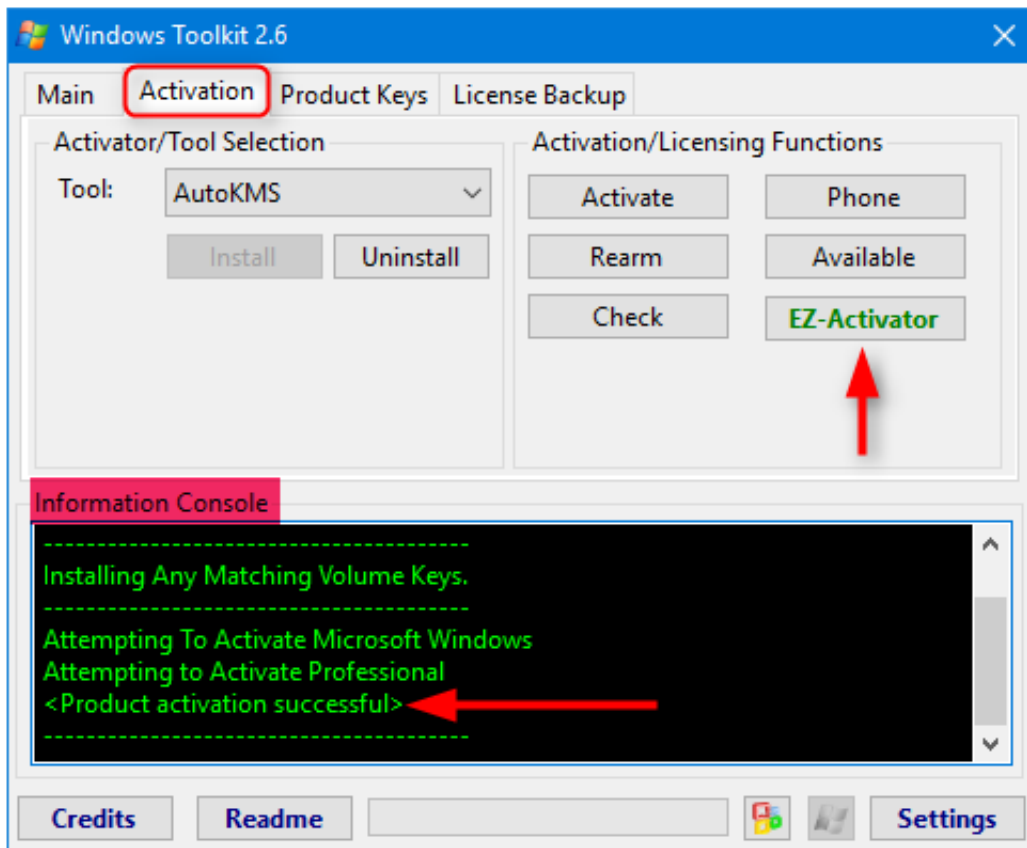 Windows Toolkit 2.6
Main Activation Product Keys License Backup
Activator/Tool Selection
Tool: AutoKMS
Install Uninstall
Activation/Licensing Functions
Activate Phone
Rearm Available
Check EZ-Activator
Information Console
----------------------------------------
Installing Any Matching Volume Keys.
----------------------------------------
Attempting To Activate Microsoft Windows
Attempting to Activate Professional
<Product activation successful>
----------------------------------------
Credits Readme Settings